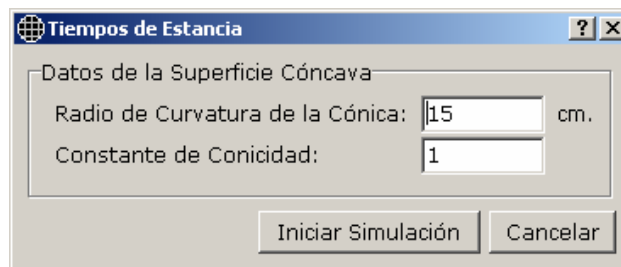 Tiempos de Estancia
Datos de la Superficie Cóncava
Radio de Curvatura de la Cónica: 15 cm.
Constante de Conicidad: 1
Iniciar Simulación Cancelar